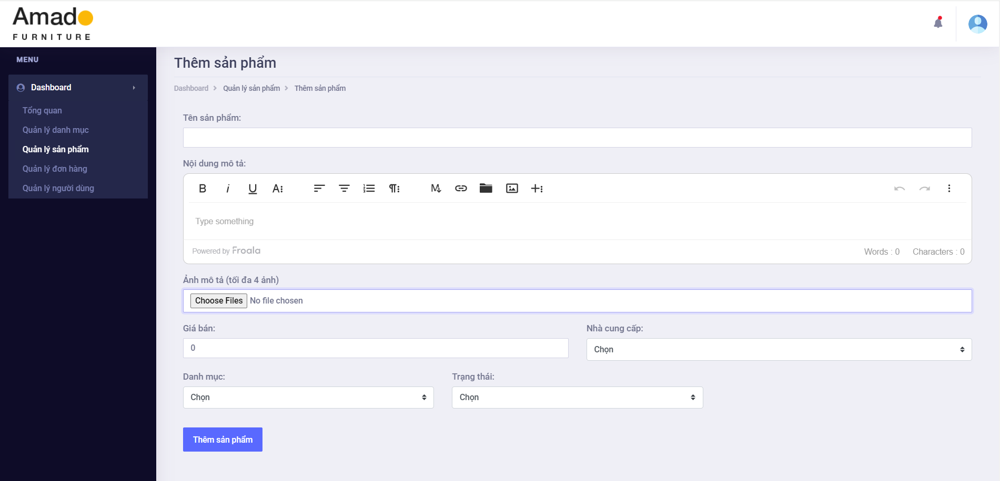 Amado
FURNITURE
MENU
Dashboard
Tổng quan
Quản lý danh mục
Quản lý sản phẩm
Quản lý đơn hàng
Quản lý người dùng
Thêm sản phẩm
Dashboard > Quản lý sản phẩm > Thêm sản phẩm
Tên sản phẩm:
Nội dung mô tả:
Type something
Powered by Froala
Words : 0 Characters : 0
Ảnh mô tả (tối đa 4 ảnh)
Choose Files No file chosen
Giá bán: Nhà cung cấp:
0 Chọn
Danh mục: Trạng thái:
Chọn Chọn
Thêm sản phẩm